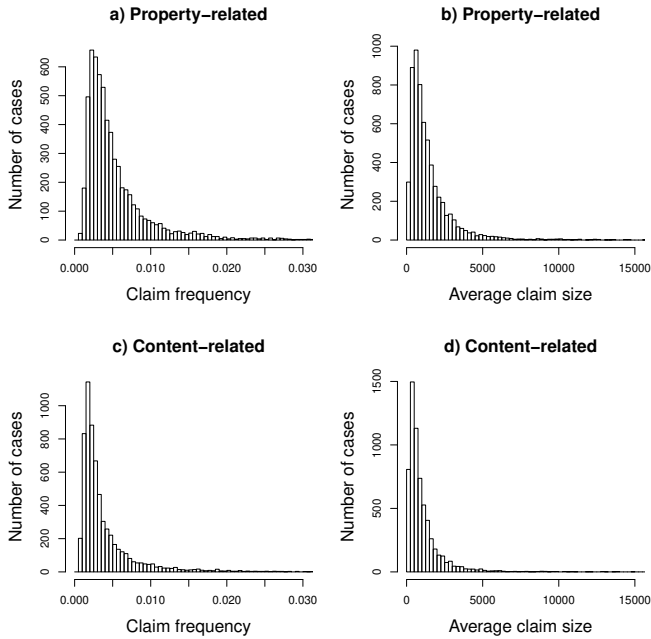 a) Property−related
Number of cases
0 100 200 300 400 500 600
0.000 0.010 0.020 0.030
Claim frequency
b) Property−related
Number of cases
0 200 400 600 800 1000
0 5000 10000 15000
Average claim size
c) Content−related
Number of cases
0 200 400 600 800 1000
0.000 0.010 0.020 0.030
Claim frequency
d) Content−related
Number of cases
0 500 1000 1500
0 5000 10000 15000
Average claim size